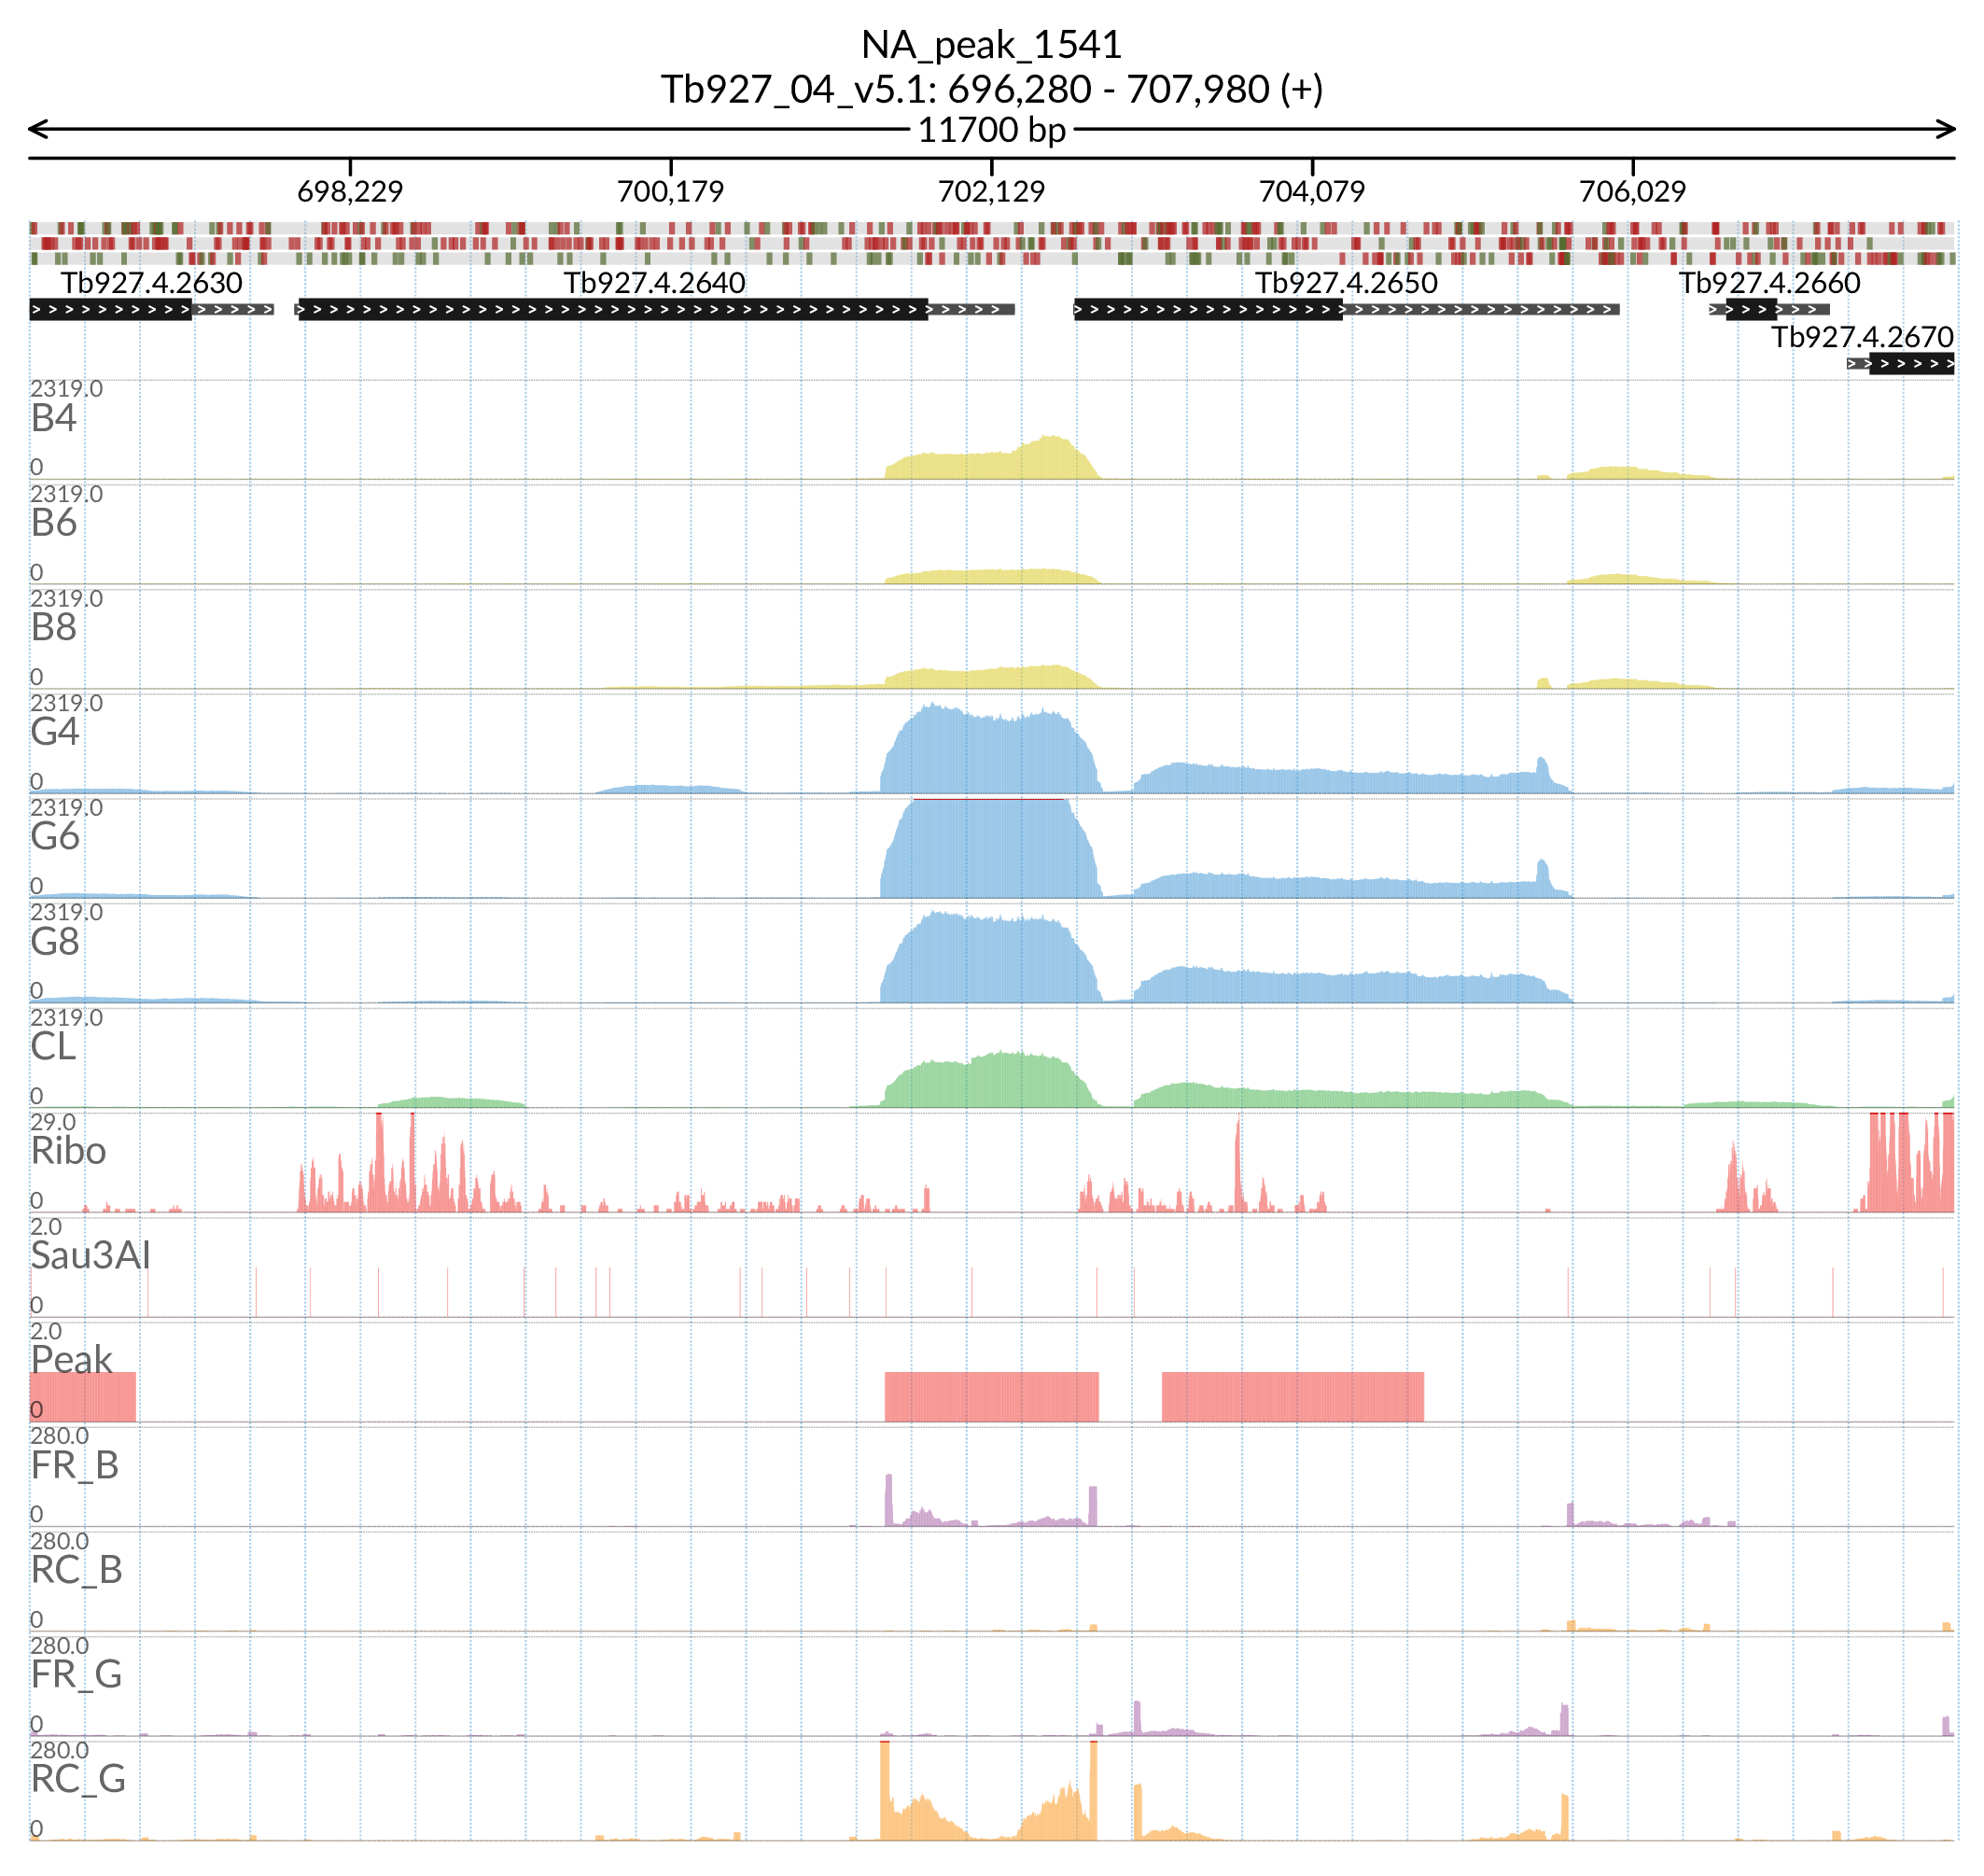 NA_peak_1541
Tb927_04_v5.1: 696,280 - 707,980 (+)
11700 bp
698,229 700,179 702,129 704,079 706,029
Tb927.4.2630 Tb927.4.2640 Tb927.4.2650 Tb927.4.2660
Tb927.4.2670
2319.0
B4
0
2319.0
B6
0
2319.0
B8
0
2319.0
G4
0
2319.0
G6
0
2319.0
G8
0
2319.0
CL
0
29.0
Ribo
0
2.0
Sau3AI
0
2.0
Peak
0
280.0
FR_B
0
280.0
RC_B
0
280.0
FR_G
0
280.0
RC_G
0